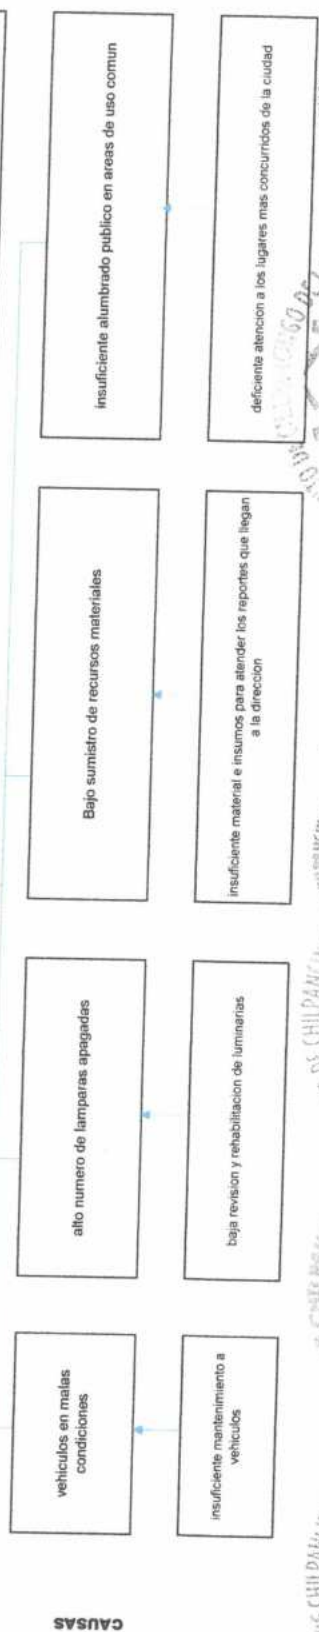 CAUSAS
vehiculos en malas
condiciones
alto numero de lamparas apagadas
Bajo sumistro de recursos materiales
insuficiente alumbrado publico en areas de uso comun
insuficiente mantenimiento a
vehiculos
baja revision y rehabilitacion de luminarias
insuficiente material e insumos para atender los reportes que llegan
a la direccion
deficiente atencion a los lugares mas concurridos de la ciudad
DE CHILPANCI